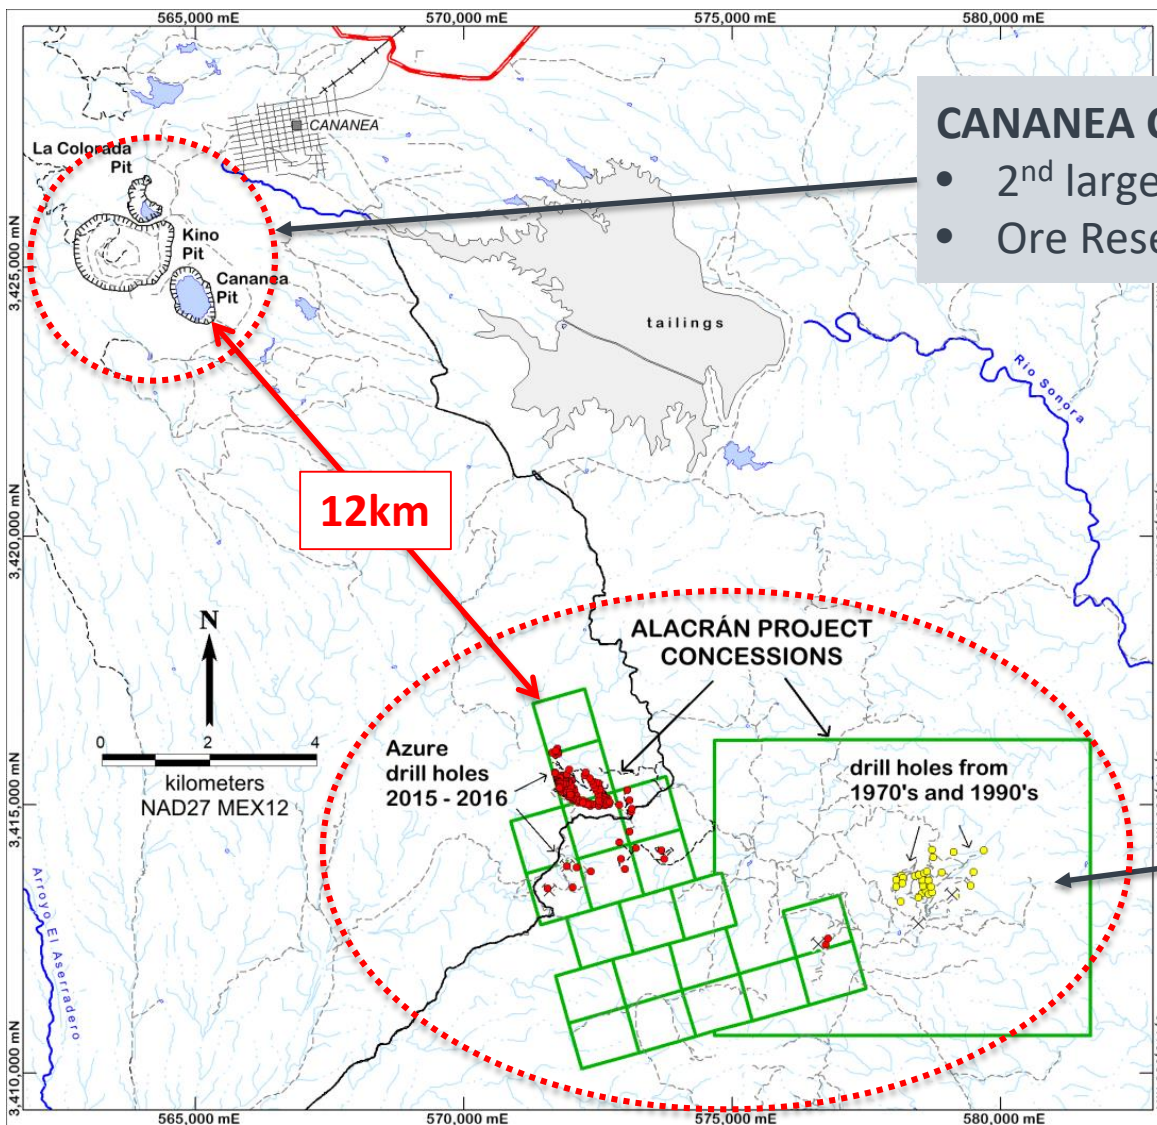 565,000 mE
570,000 mE
575,000 mE
580,000 mE
CANANEA
La Colorada
Pit
Kino
Pit
Cananea
Pit
CANANEA C
• 2nd large
• Ore Rese
3,425,000 mN
tailings
Rio Sonora
12km
3,420,000 mN
N
0 2 4
kilometers
NAD27 MEX12
ALACRÁN PROJECT
CONCESSIONS
Azure
drill holes
2015 - 2016
drill holes from
1970's and 1990's
3,415,000 mN
Arroyo El Aserradero
3,410,000 mN
565,000 mE
570,000 mE
575,000 mE
580,000 mE